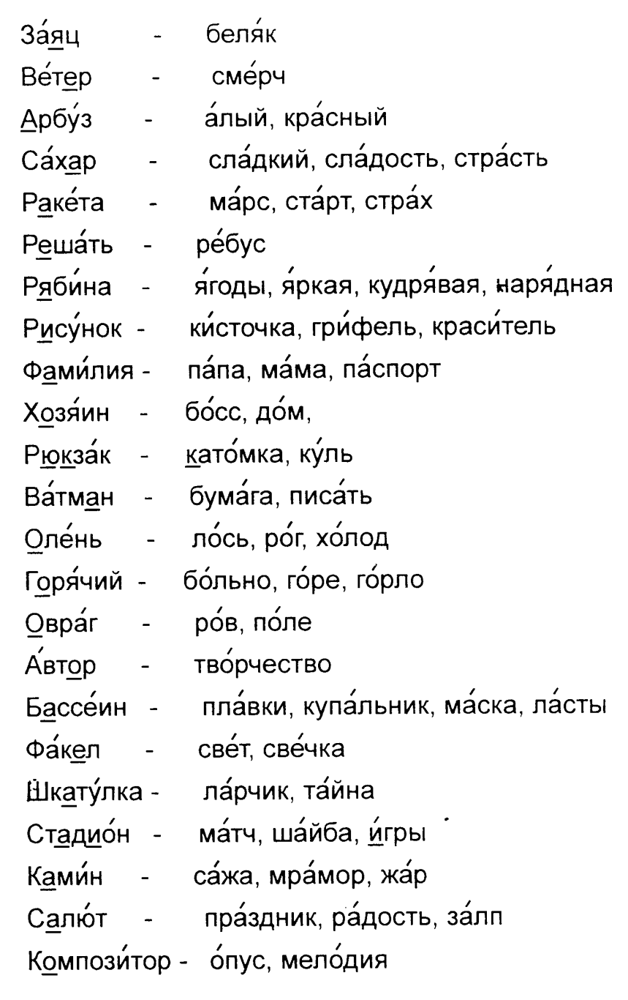 За́яц - беля́к
Ве́тер - сме́рч
Арбу́з - а́лый, кра́сный
Са́хар - сла́дкий, сла́дость, стра́сть
Раке́та - ма́рс, ста́рт, стра́х
Реша́ть - ре́бус
Ряби́на - я́годы, я́ркая, кудря́вая, наря́дная
Рису́нок - ки́сточка, гри́фель, краси́тель
Фами́лия - па́па, ма́ма, па́спорт
Хозя́ин - бо́сс, до́м,
Рюкза́к - като́мка, ку́ль
Ва́тман - бума́га, писа́ть
Оле́нь - ло́сь, ро́г, хо́лод
Горя́чий - бо́льно, го́ре, го́рло
Овра́г - ро́в, по́ле
А́втор - тво́рчество
Бассе́ин - пла́вки, купа́льник, ма́ска, ла́сты
Фа́кел - све́т, све́чка
Шкату́лка - ла́рчик, та́йна
Стадио́н - ма́тч, ша́йба, и́гры
Ками́н - са́жа, мра́мор, жа́р
Салю́т - пра́здник, ра́дость, за́лп
Компози́тор - о́пус, мело́дия